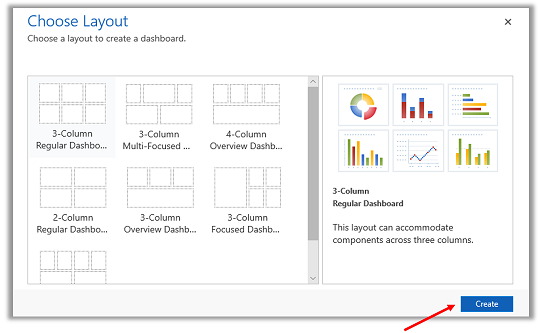 Choose Layout
Choose a layout to create a dashboard.
3-Column
Regular Dashbo...
3-Column
Multi-Focused ...
4-Column
Overview Dashb...
2-Column
Regular Dashbo...
3-Column
Overview Dashb...
3-Column
Focused Dashb...
3-Column
Regular Dashboard
This layout can accommodate
components across three columns.
Create